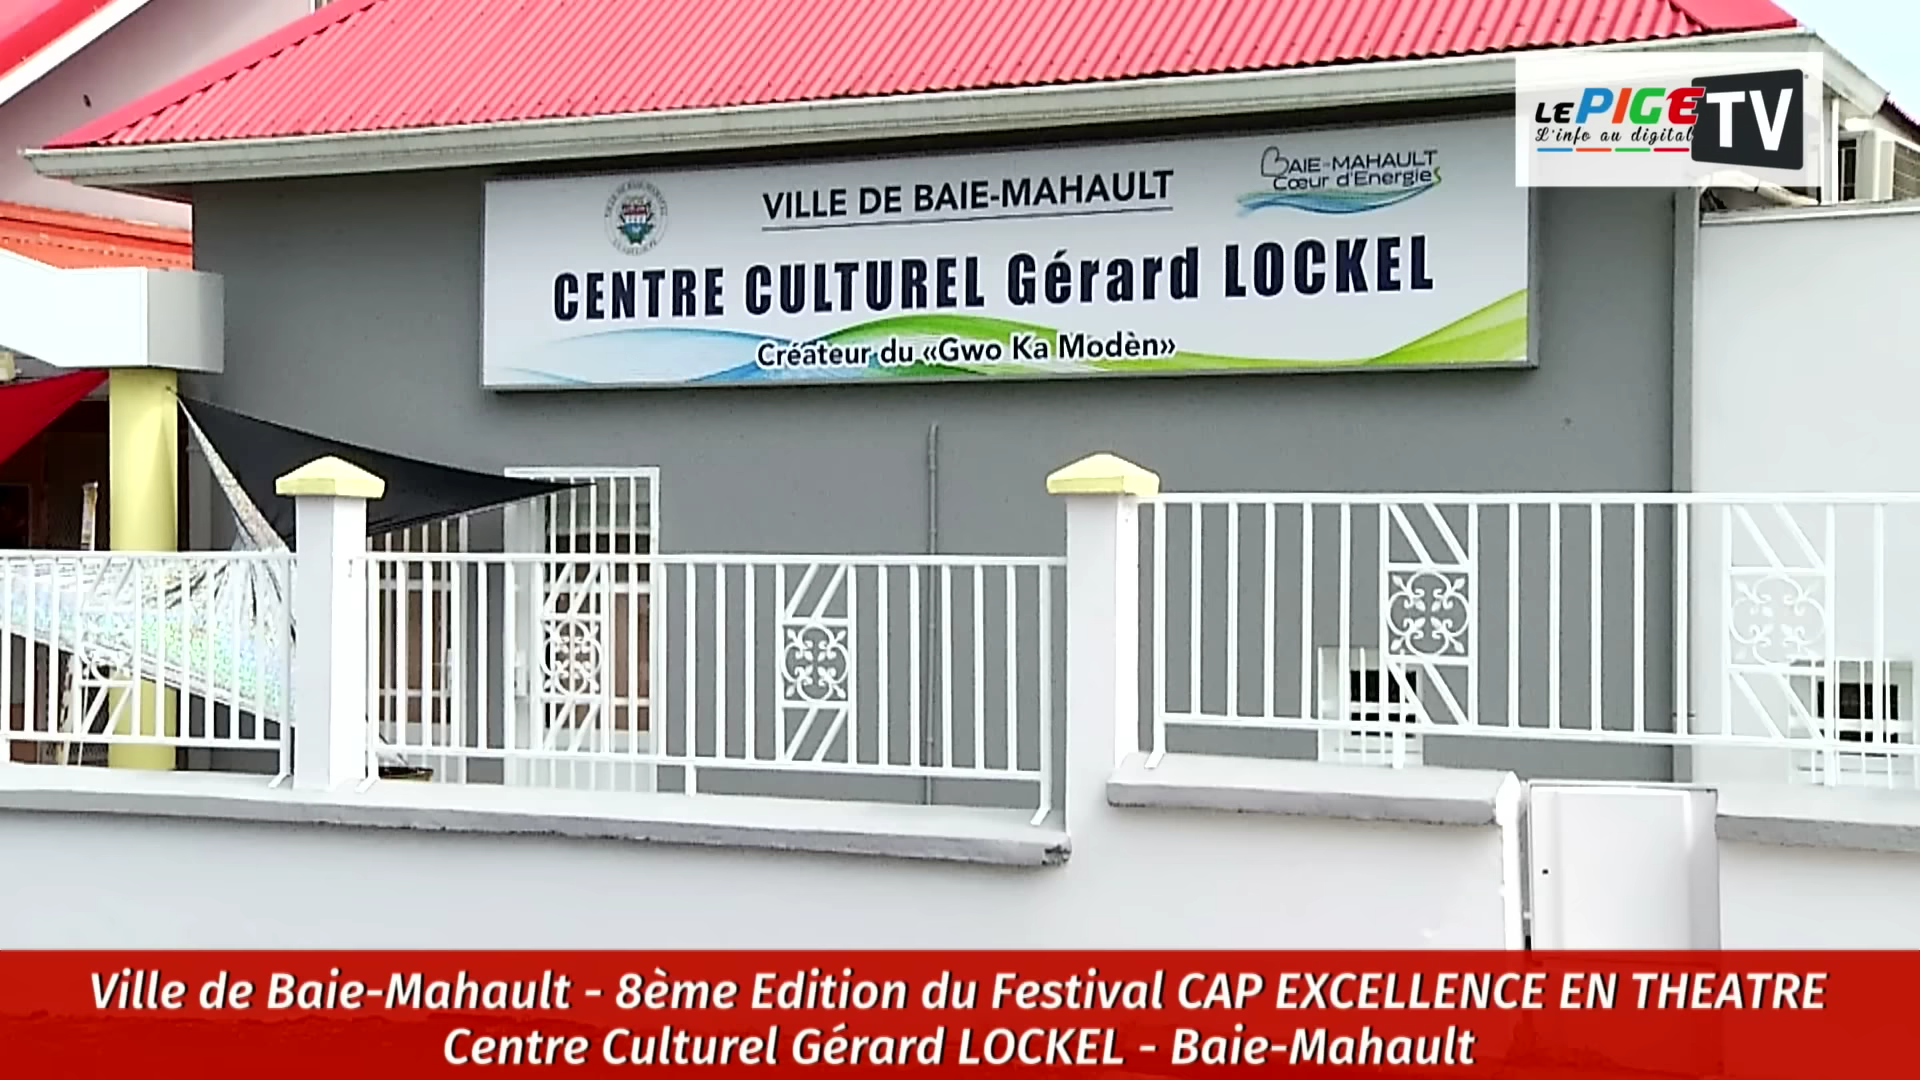 LE PIGE TV
L'info au digital
VILLE DE BAIE-MAHAULT
BAIE-MAHAULT
Cœur d'Energies
CENTRE CULTUREL Gérard LOCKEL
Créateur du «Gwo Ka Modèn»
Ville de Baie-Mahault - 8ème Edition du Festival CAP EXCELLENCE EN THEATRE
Centre Culturel Gérard LOCKEL - Baie-Mahault